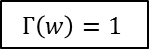 Γ(w) = 1